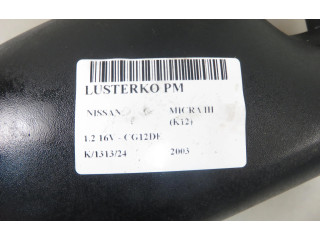 LUSTERKO PM
NISSAN MICRA III
(K12)
1.2 16V - CG12DE
K/1313/24 2003